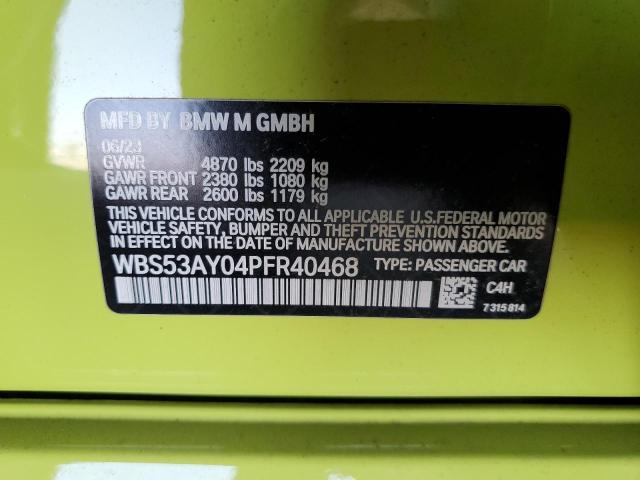 MFD BY BMW M GMBH
06/23
GVWR 4870 lbs 2209 kg
GAWR FRONT 2380 lbs 1080 kg
GAWR REAR 2600 lbs 1179 kg
THIS VEHICLE CONFORMS TO ALL APPLICABLE U.S.FEDERAL MOTOR
VEHICLE SAFETY, BUMPER, AND THEFT PREVENTION STANDARDS
IN EFFECT ON THE DATE OF MANUFACTURE SHOWN ABOVE.
WBS53AY04PFR40468 TYPE: PASSENGER CAR
C4H
7315814